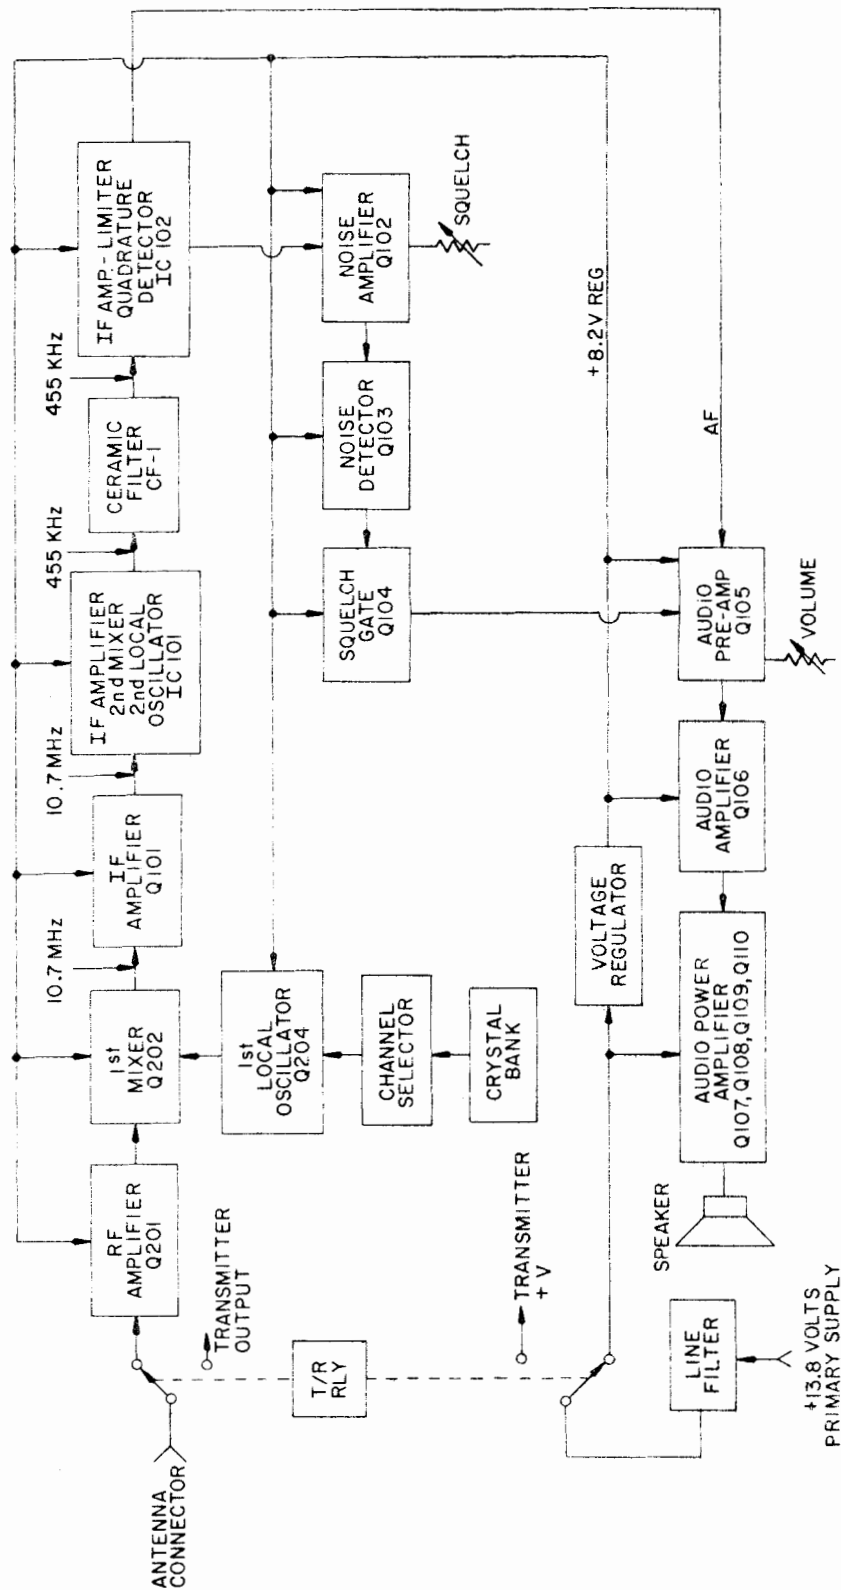 ANTENNA
CONNECTOR
RF
AMPLIFIER
Q201
TRANSMITTER
OUTPUT
1st
MIXER
Q202
10.7 MHz
IF
AMPLIFIER
Q101
10.7 MHz
IF AMPLIFIER
2nd MIXER
2nd LOCAL
OSCILLATOR
IC 101
455 KHz
CERAMIC
FILTER
CF-1
455 KHz
IF AMP.- LIMITER
QUADRATURE
DETECTOR
IC 102
T/R
RLY
1st
LOCAL
OSCILLATOR
Q204
CHANNEL
SELECTOR
CRYSTAL
BANK
SQUELCH
GATE
Q104
NOISE
DETECTOR
Q103
NOISE
AMPLIFIER
Q102
SQUELCH
TRANSMITTER
+ V
VOLTAGE
REGULATOR
+8.2V REG
LINE
FILTER
+13.8 VOLTS
PRIMARY SUPPLY
SPEAKER
AUDIO POWER
AMPLIFIER
Q107, Q108, Q109, Q110
AUDIO
AMPLIFIER
Q106
AUDIO
PRE-AMP
Q105
VOLUME
AF